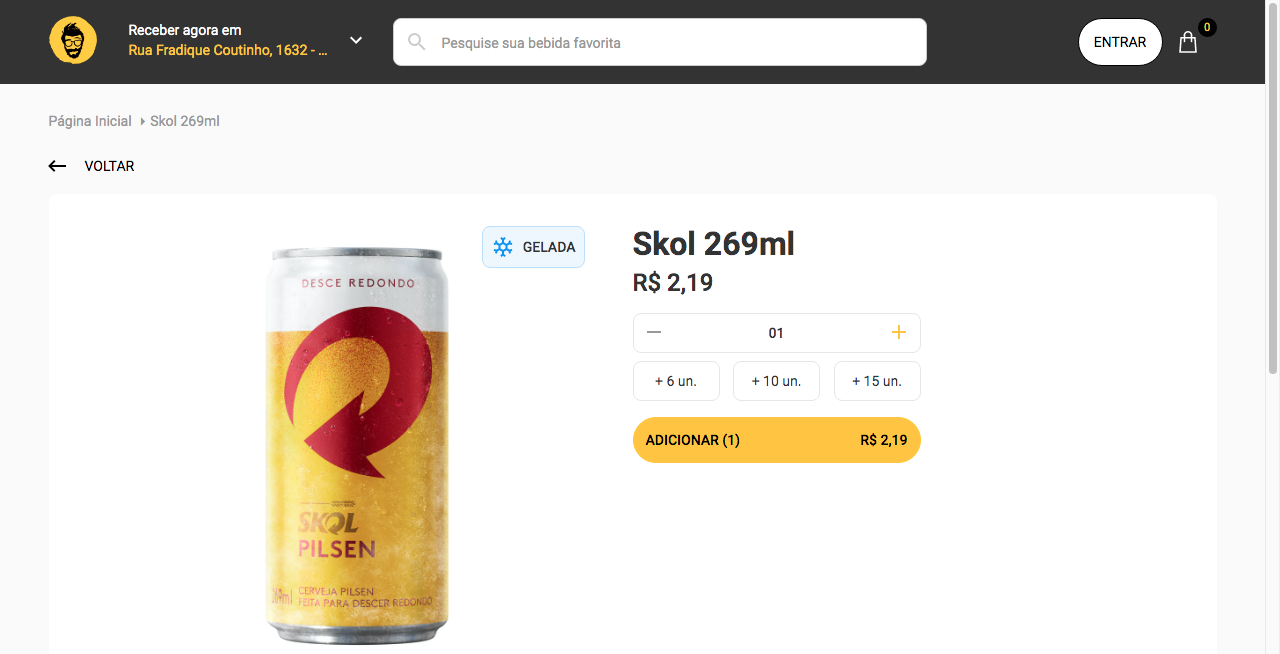 Receber agora em
Rua Fradique Coutinho, 1632 - ...
Pesquise sua bebida favorita
ENTRAR
0
Página Inicial
Skol 269ml
VOLTAR
GELADA
DESCE REDONDO
SKOL
PILSEN
269ml
CERVEJA PILSEN
FEITA PARA DESCER REDONDO
Skol 269ml
R$ 2,19
01
+ 6 un.
+ 10 un.
+ 15 un.
ADICIONAR (1)
R$ 2,19